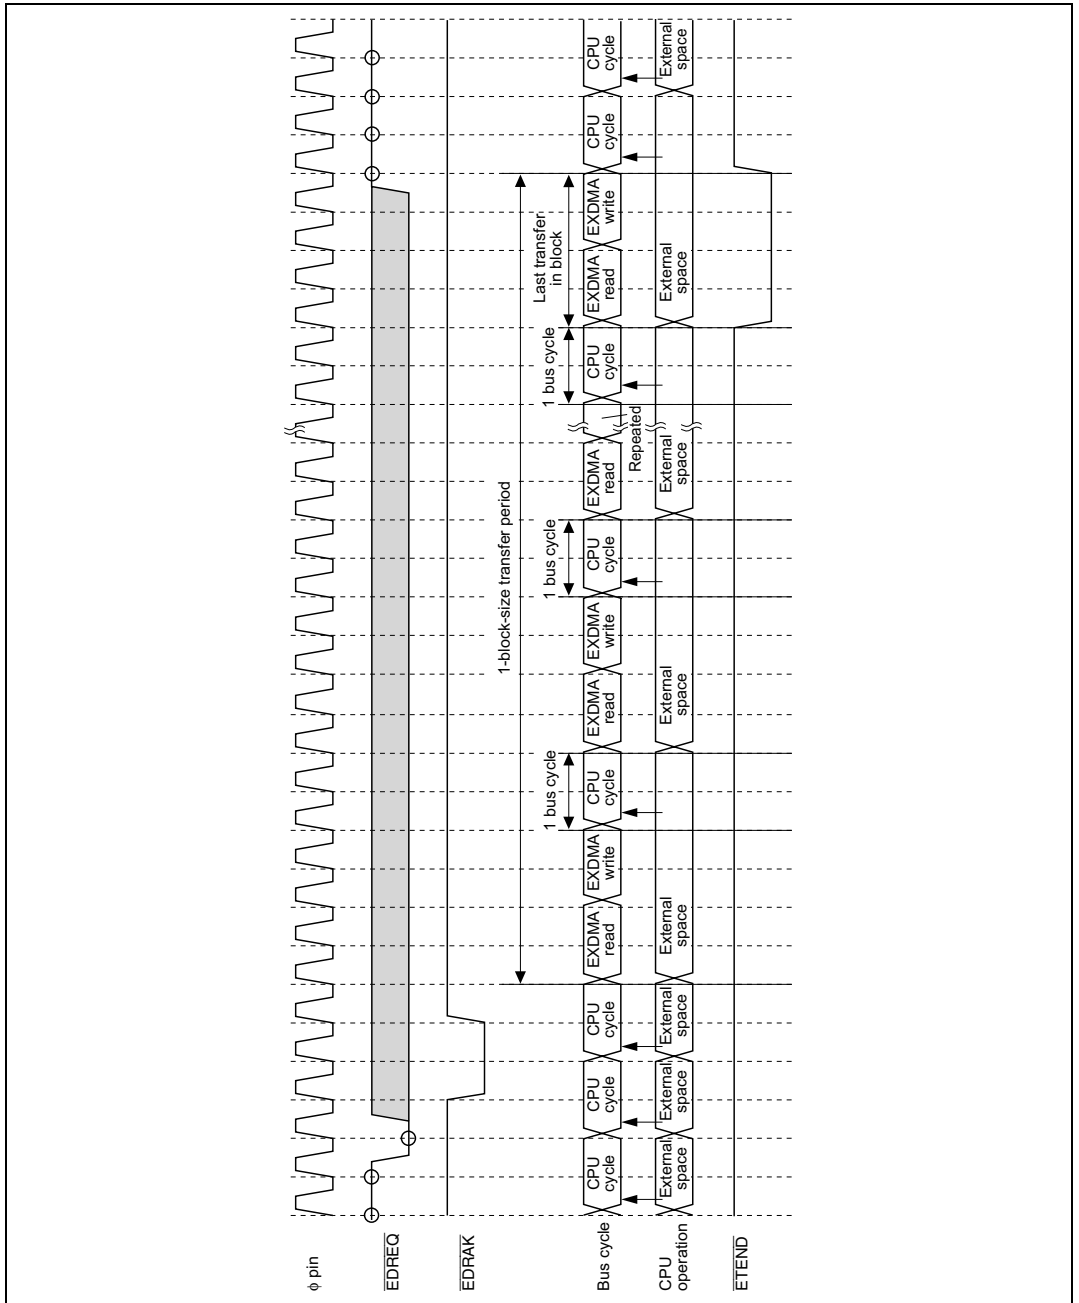 φ pin
EDREQ
EDRAK
1-block-size transfer period
1 bus cycle
1 bus cycle
1 bus cycle
Last transfer
in block
Bus cycle
CPU
cycle
CPU
cycle
CPU
cycle
EXDMA
read
EXDMA
write
CPU
cycle
EXDMA
read
EXDMA
write
CPU
cycle
EXDMA
read
Repeated
CPU
cycle
EXDMA
read
EXDMA
write
CPU
cycle
CPU
cycle
CPU
operation
External
space
External
space
External
space
External
space
External
space
External
space
External
space
External
space
ETEND